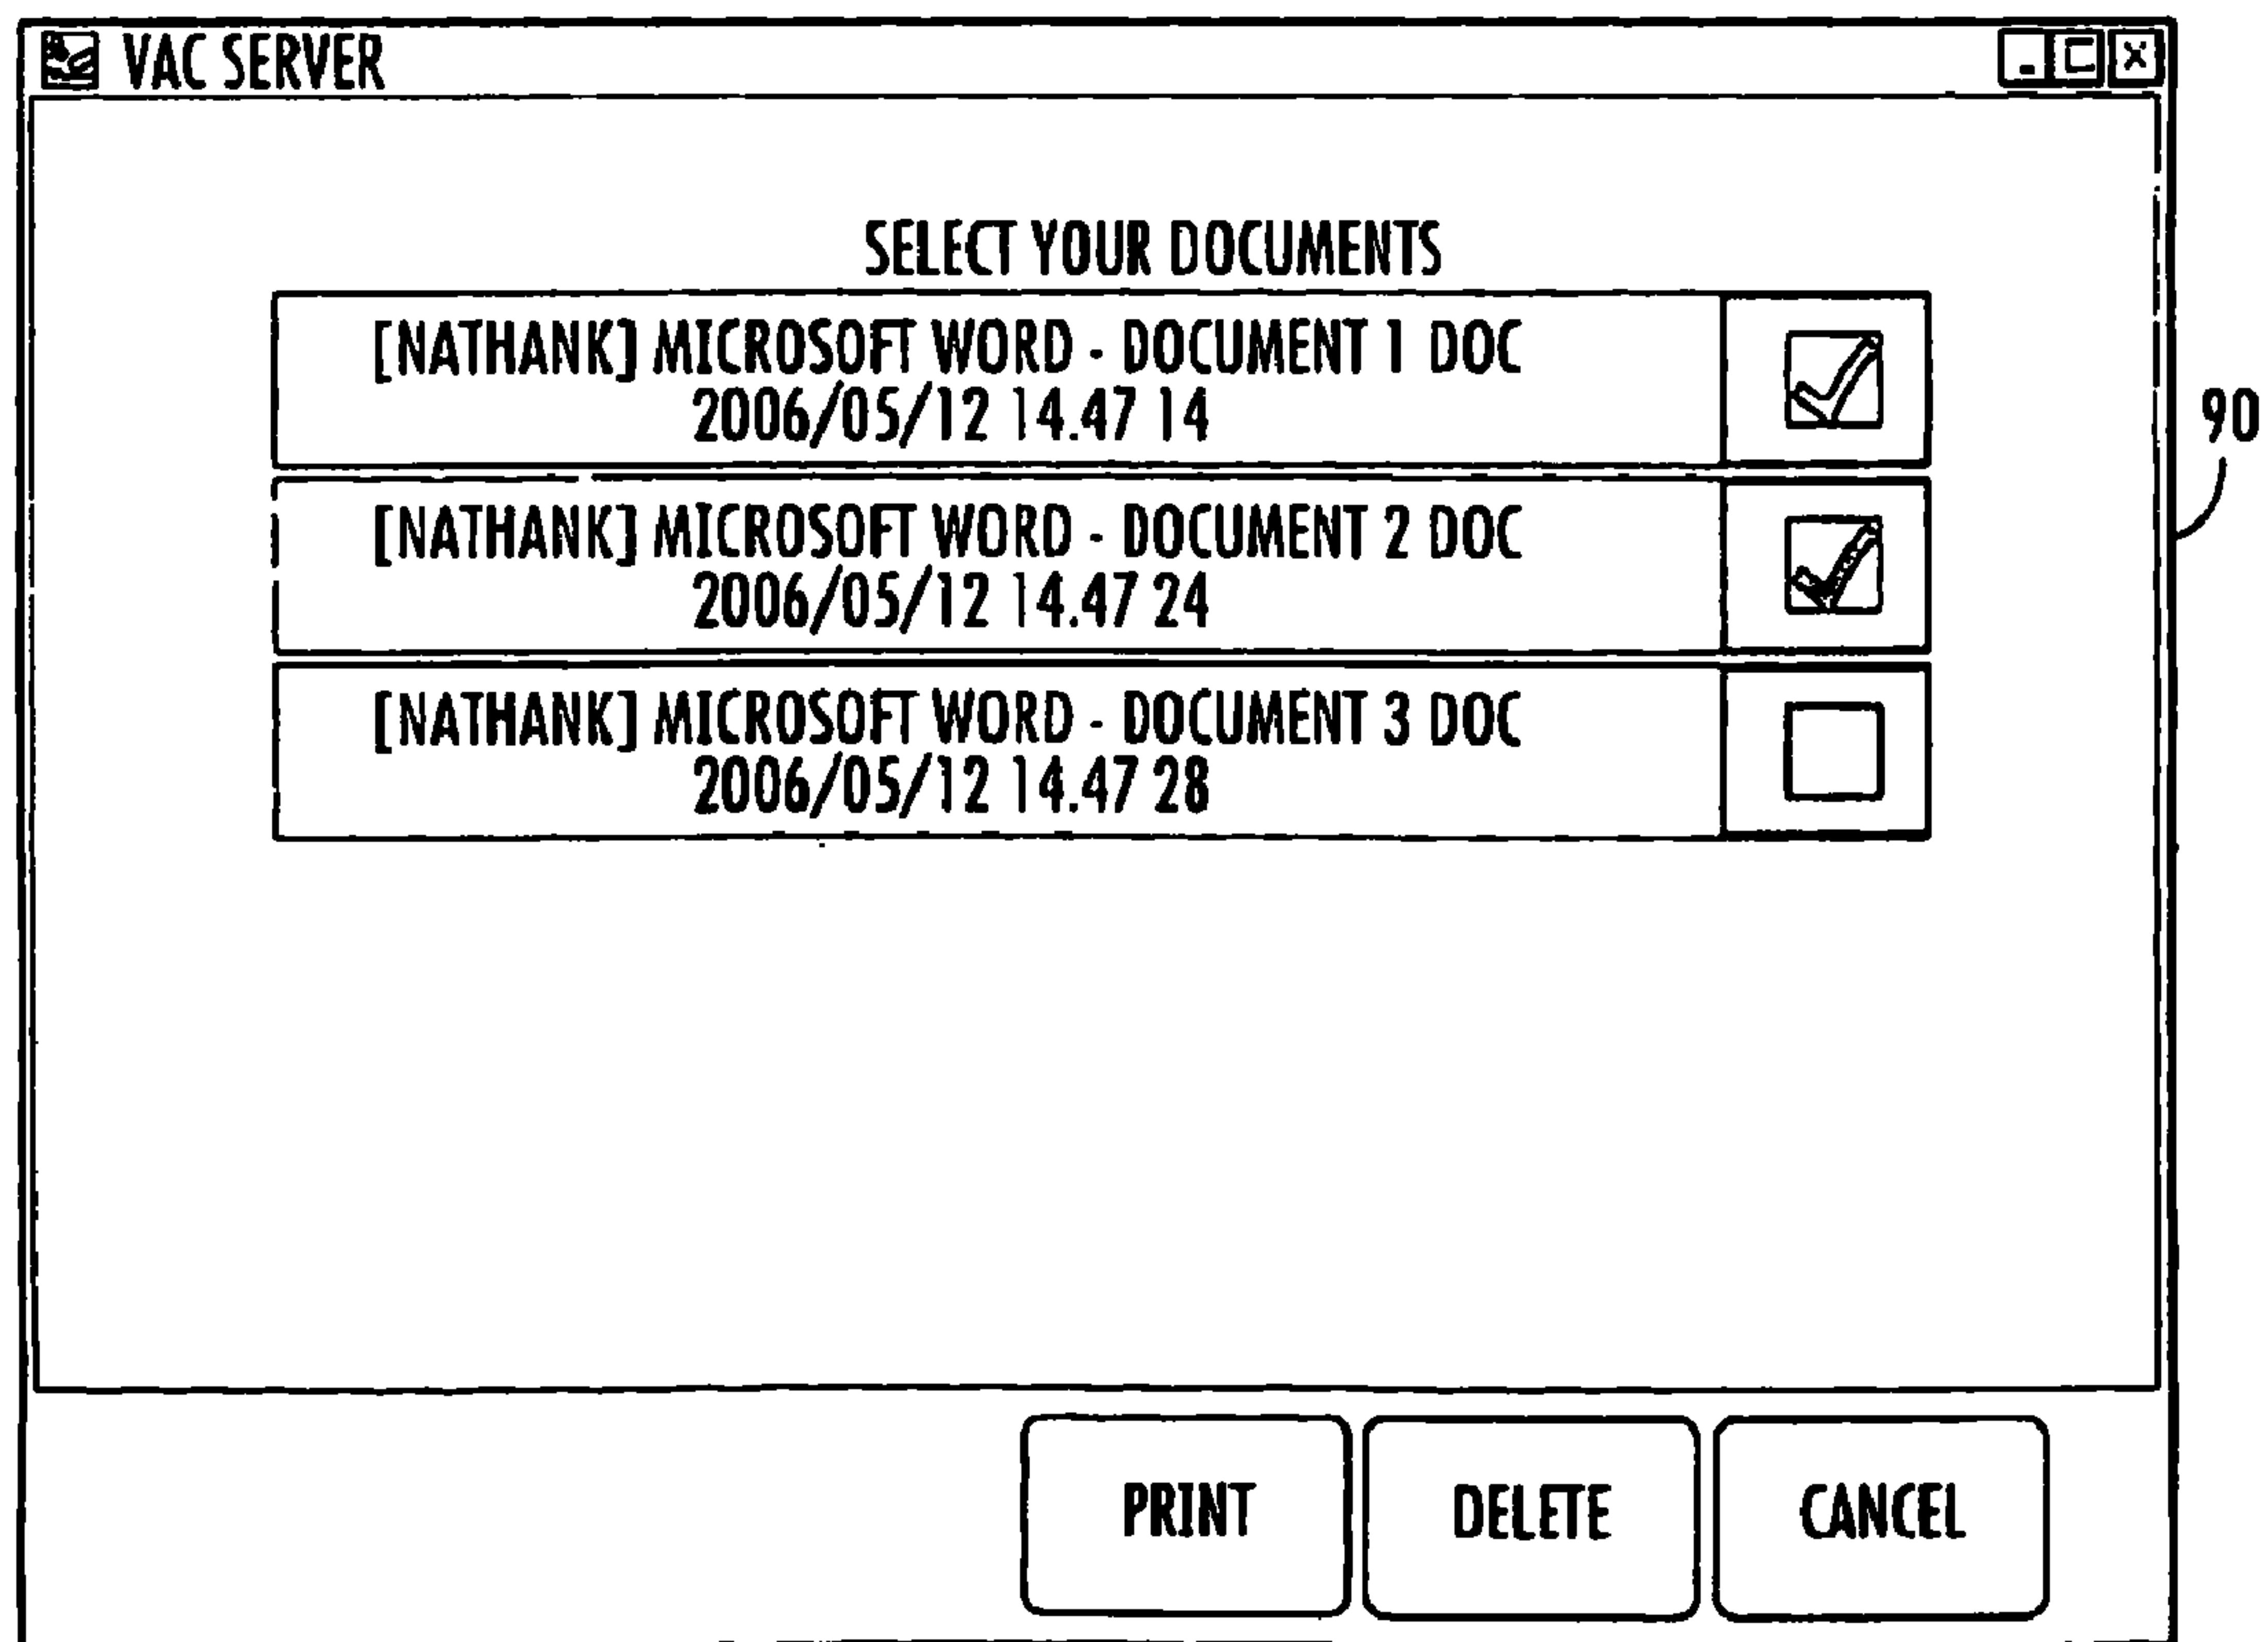 VAC SERVER
SELECT YOUR DOCUMENTS
[NATHANK] MICROSOFT WORD - DOCUMENT 1 DOC
2006/05/12 14.47 14
[NATHANK] MICROSOFT WORD - DOCUMENT 2 DOC
2006/05/12 14.47 24
[NATHANK] MICROSOFT WORD - DOCUMENT 3 DOC
2006/05/12 14.47 28
90
PRINT
DELETE
CANCEL